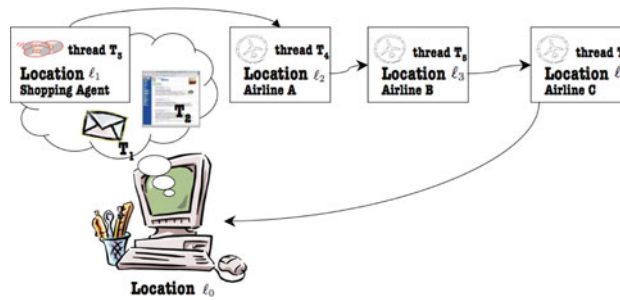 thread T₃
Location ℓ₁
Shopping Agent
thread T₄
Location ℓ₂
Airline A
thread T₅
Location ℓ₃
Airline B
thread T
Location ℓ
Airline C
T₂
T₁
Location ℓ₀